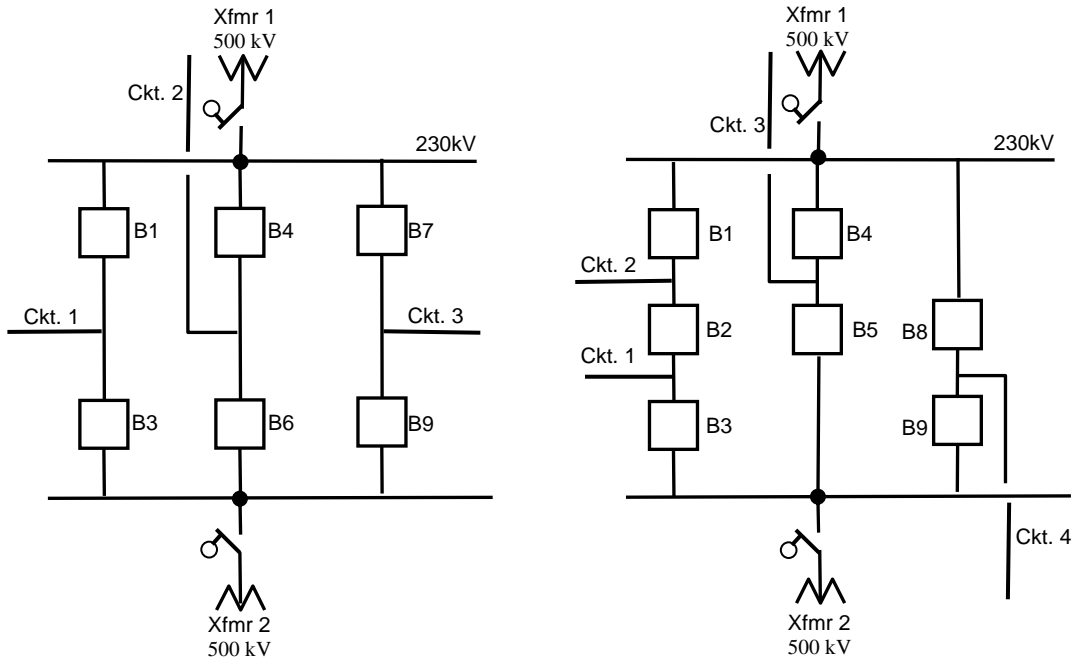 Xfmr 1
500 kV
Ckt. 2
230kV
B1
B4
B7
Ckt. 1
Ckt. 3
B3
B6
B9
Xfmr 2
500 kV
Xfmr 1
500 kV
Ckt. 3
230kV
B1
B4
Ckt. 2
B2
B5
B8
Ckt. 1
B3
B9
Ckt. 4
Xfmr 2
500 kV